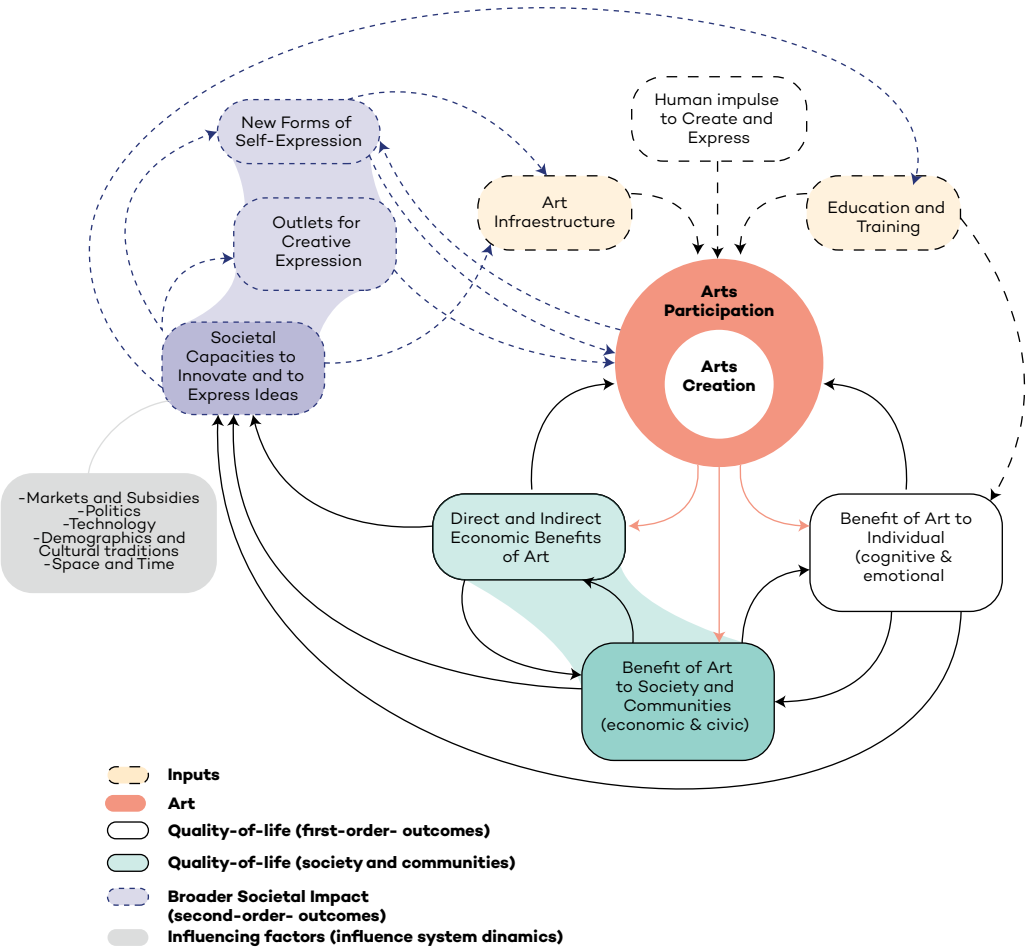 Human impulse
to Create and
Express
New Forms of
Self-Expression
Art
Infraestructure
Education and
Training
Outlets for
Creative
Expression
Arts
Participation
Arts
Creation
Societal
Capacities to
Innovate and to
Express Ideas
-Markets and Subsidies
-Politics
-Technology
-Demographics and
Cultural traditions
-Space and Time
Direct and Indirect
Economic Benefits
of Art
Benefit of Art to
Individual
(cognitive &
emotional
Benefit of Art
to Society and
Communities
(economic & civic)
Inputs
Art
Quality-of-life (first-order- outcomes)
Quality-of-life (society and communities)
Broader Societal Impact
(second-order- outcomes)
Influencing factors (influence system dinamics)